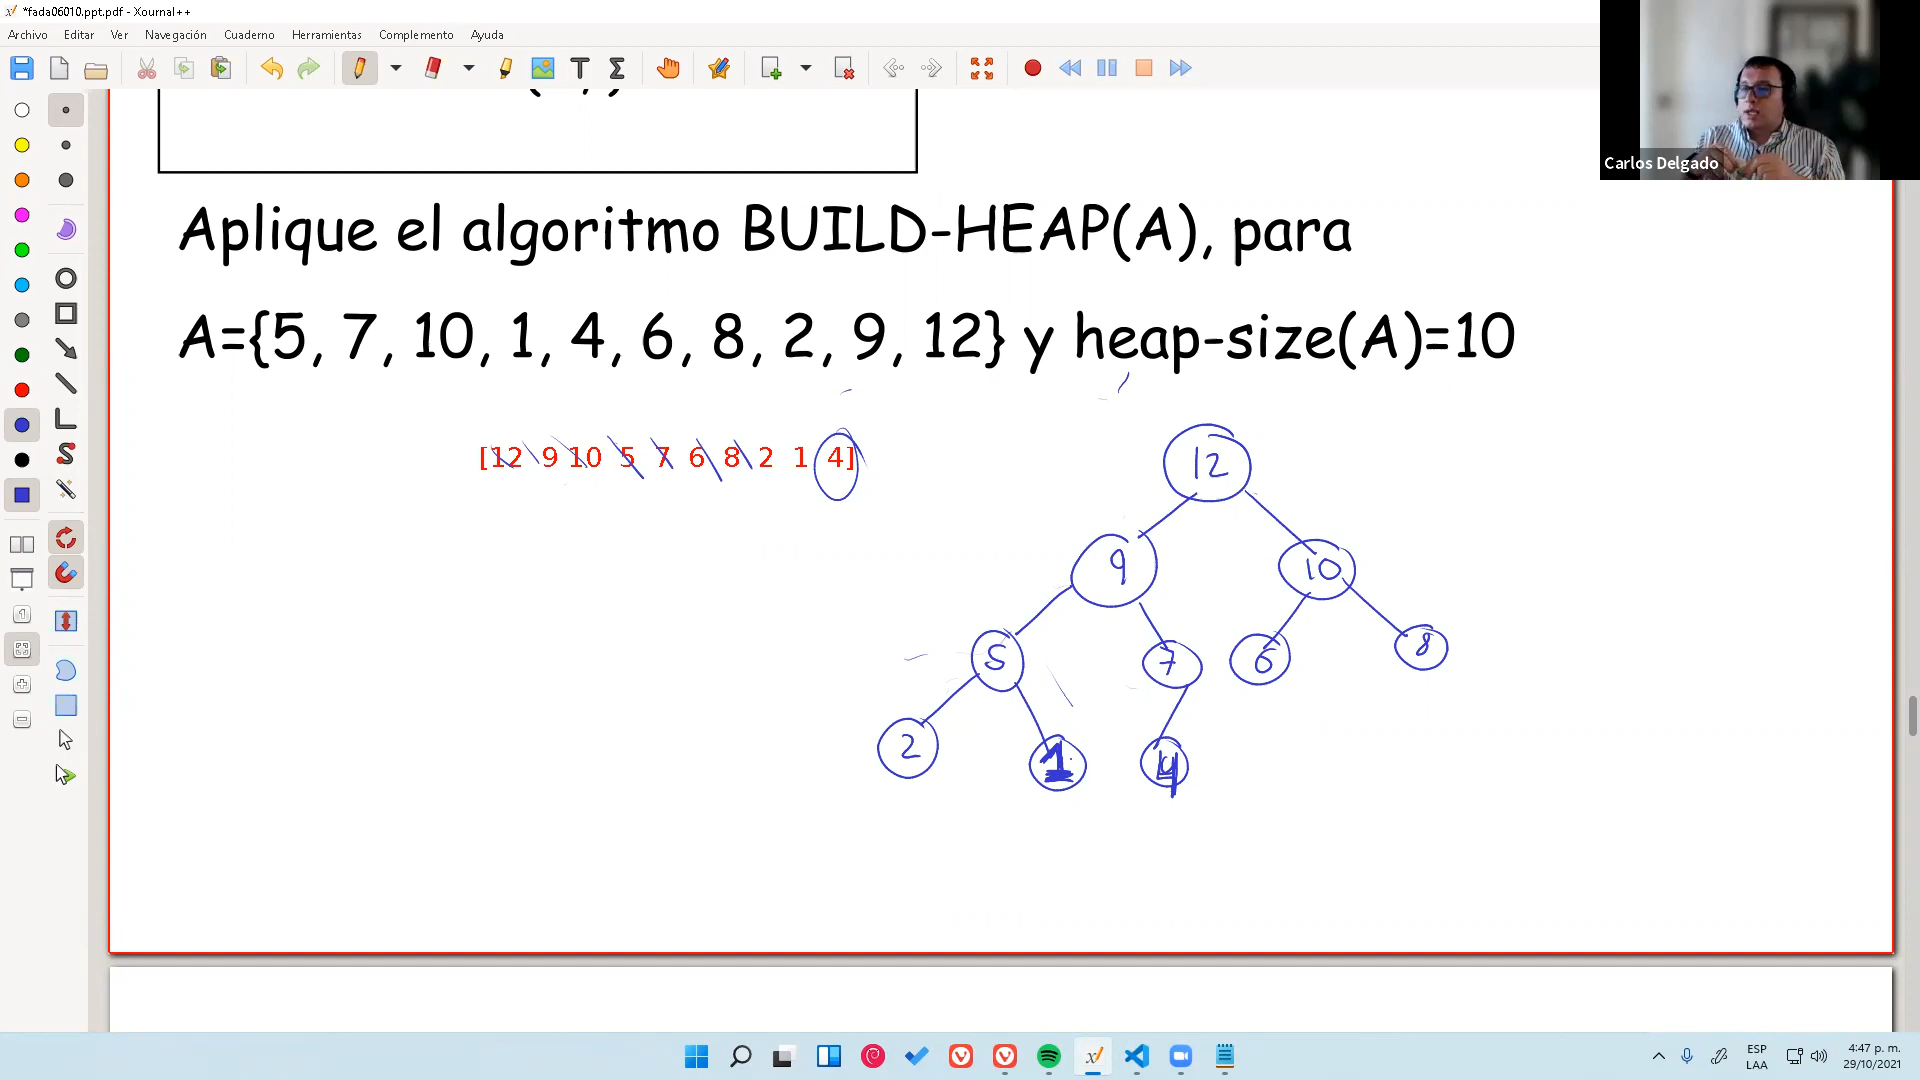 *fada06010.ppt.pdf - Xournal++
Archivo Editar Ver Navegación Cuaderno Herramientas Complemento Ayuda
Carlos Delgado
Aplique el algoritmo BUILD-HEAP(A), para
A={5, 7, 10, 1, 4, 6, 8, 2, 9, 12} y heap-size(A)=10
[12 9 10 5 7 6 8 2 1 4]
12
9 10
5 7 6 8
2 1 4
ESP
LAA
4:47 p. m.
29/10/2021